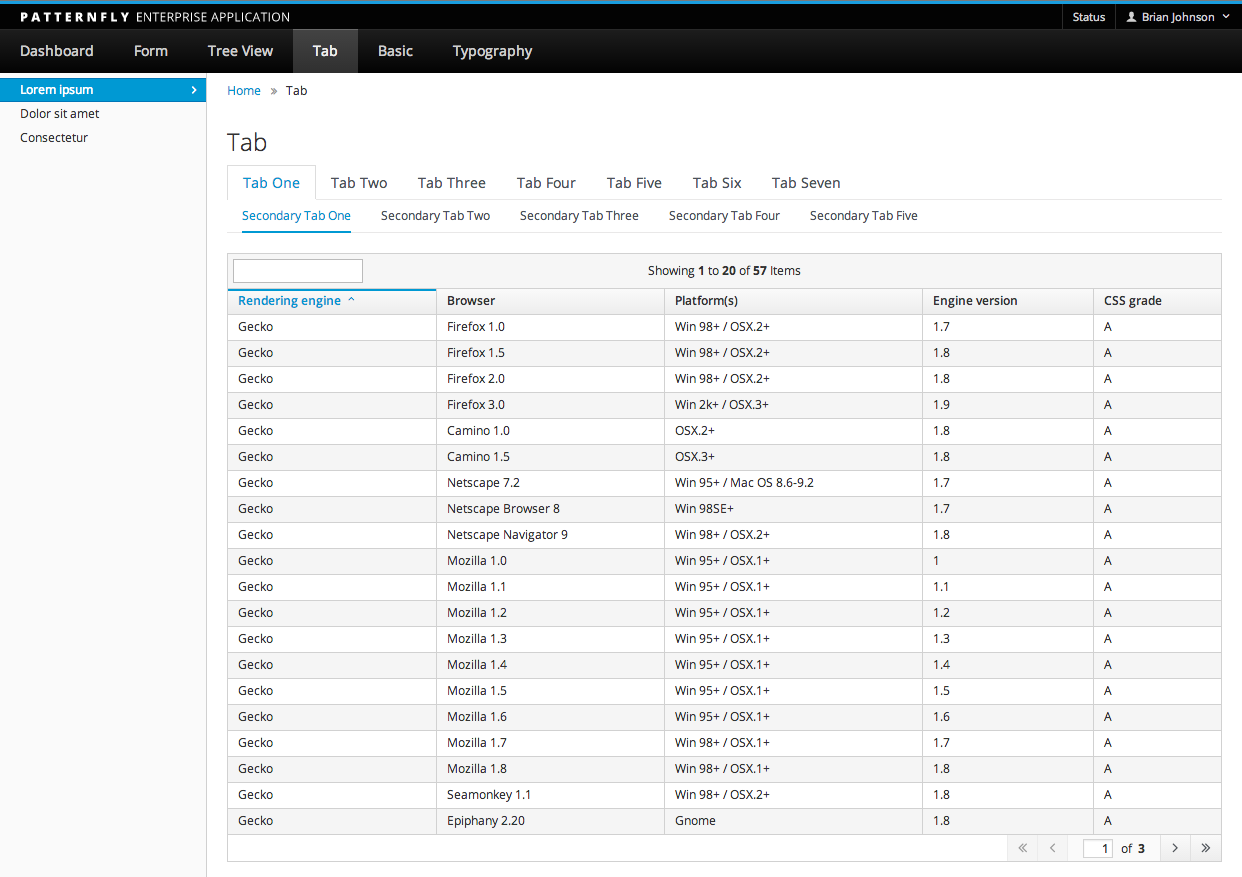 PATTERNFLY ENTERPRISE APPLICATION Status Brian Johnson
Dashboard Form Tree View Tab Basic Typography
Lorem ipsum
Dolor sit amet
Consectetur
Home » Tab
Tab
Tab One Tab Two Tab Three Tab Four Tab Five Tab Six Tab Seven
Secondary Tab One Secondary Tab Two Secondary Tab Three Secondary Tab Four Secondary Tab Five
Showing 1 to 20 of 57 Items
Rendering engine Browser Platform(s) Engine version CSS grade
Gecko Firefox 1.0 Win 98+ / OSX.2+ 1.7 A
Gecko Firefox 1.5 Win 98+ / OSX.2+ 1.8 A
Gecko Firefox 2.0 Win 98+ / OSX.2+ 1.8 A
Gecko Firefox 3.0 Win 2k+ / OSX.3+ 1.9 A
Gecko Camino 1.0 OSX.2+ 1.8 A
Gecko Camino 1.5 OSX.3+ 1.8 A
Gecko Netscape 7.2 Win 95+ / Mac OS 8.6-9.2 1.7 A
Gecko Netscape Browser 8 Win 98SE+ 1.7 A
Gecko Netscape Navigator 9 Win 98+ / OSX.2+ 1.8 A
Gecko Mozilla 1.0 Win 95+ / OSX.1+ 1 A
Gecko Mozilla 1.1 Win 95+ / OSX.1+ 1.1 A
Gecko Mozilla 1.2 Win 95+ / OSX.1+ 1.2 A
Gecko Mozilla 1.3 Win 95+ / OSX.1+ 1.3 A
Gecko Mozilla 1.4 Win 95+ / OSX.1+ 1.4 A
Gecko Mozilla 1.5 Win 95+ / OSX.1+ 1.5 A
Gecko Mozilla 1.6 Win 95+ / OSX.1+ 1.6 A
Gecko Mozilla 1.7 Win 98+ / OSX.1+ 1.7 A
Gecko Mozilla 1.8 Win 98+ / OSX.1+ 1.8 A
Gecko Seamonkey 1.1 Win 98+ / OSX.2+ 1.8 A
Gecko Epiphany 2.20 Gnome 1.8 A
« ‹ 1 of 3 › »